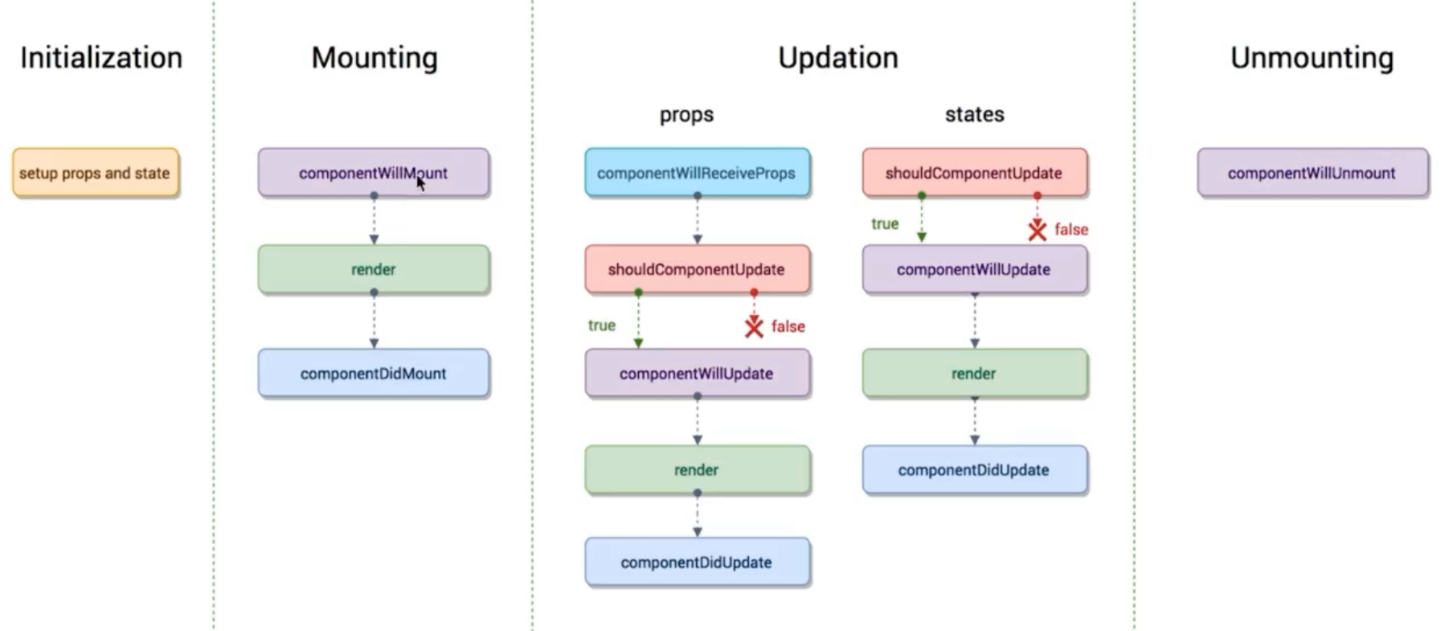 Initialization
setup props and state
Mounting
componentWillMount
render
componentDidMount
Updation
props
componentWillReceiveProps
shouldComponentUpdate
true
false
componentWillUpdate
render
componentDidUpdate
states
shouldComponentUpdate
true
false
componentWillUpdate
render
componentDidUpdate
Unmounting
componentWillUnmount